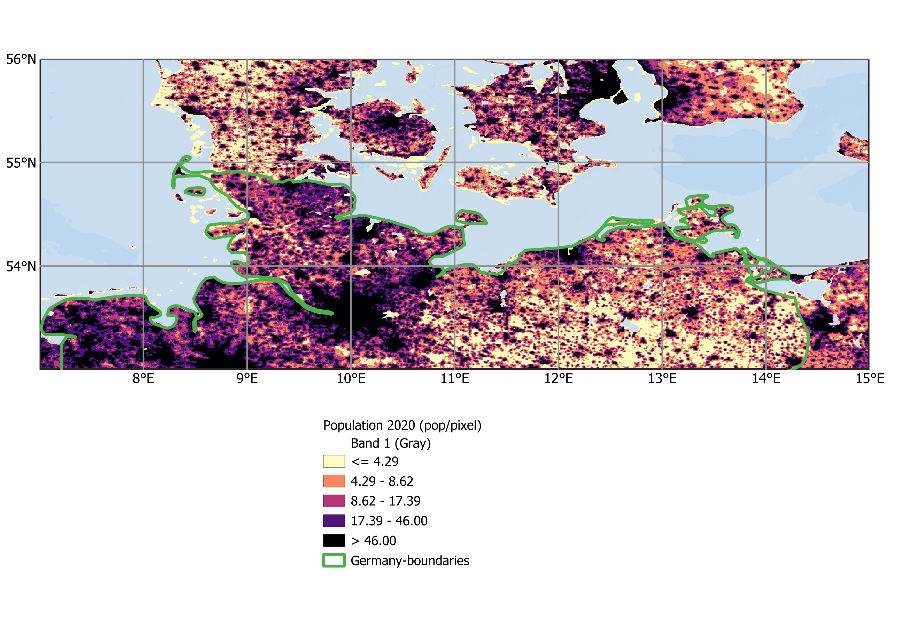 56°N
55°N
54°N
8°E 9°E 10°E 11°E 12°E 13°E 14°E 15°E
Population 2020 (pop/pixel)
Band 1 (Gray)
<= 4.29
4.29 - 8.62
8.62 - 17.39
17.39 - 46.00
> 46.00
Germany-boundaries